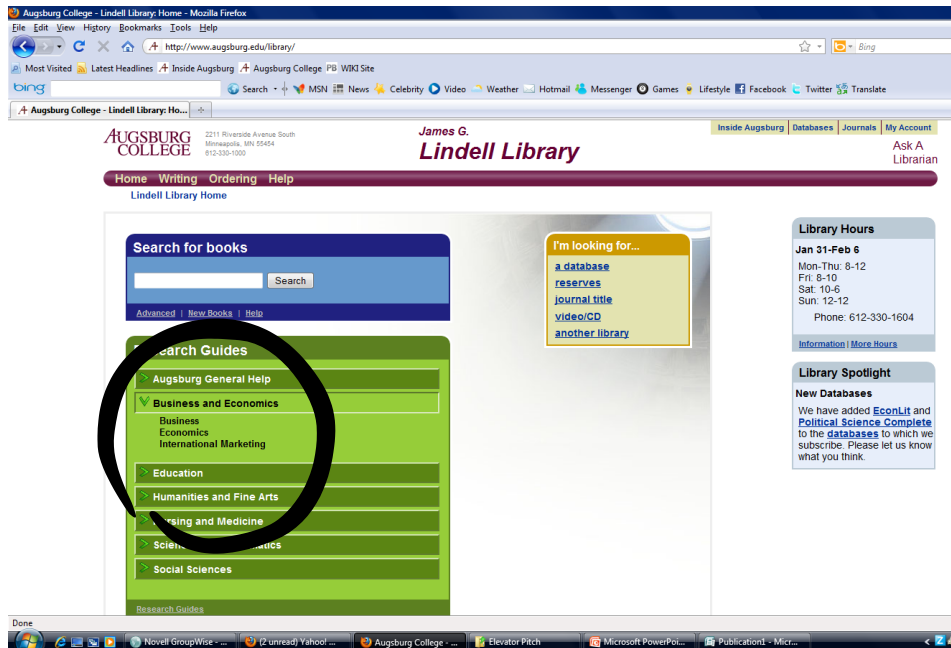 Augsburg College - Lindell Library: Home - Mozilla Firefox
File Edit View History Bookmarks Tools Help
http://www.augsburg.edu/library/
Bing
Most Visited Latest Headlines Inside Augsburg Augsburg College PB WIKI Site
bing Search MSN News Celebrity Video Weather Hotmail Messenger Games Lifestyle Facebook Twitter Translate
Augsburg College - Lindell Library: Ho...
AUGSBURG COLLEGE
2211 Riverside Avenue South
Minneapolis, MN 55454
612-330-1000
James G.
Lindell Library
Inside Augsburg Databases Journals My Account
Ask A
Librarian
Home Writing Ordering Help
Lindell Library Home
Search for books
Search
Advanced | New Books | Help
Research Guides
Augsburg General Help
Business and Economics
Business
Economics
International Marketing
Education
Humanities and Fine Arts
Nursing and Medicine
Social Sciences
Research Guides
I'm looking for...
a database
reserves
journal title
video/CD
another library
Library Hours
Jan 31-Feb 6
Mon-Thu: 8-12
Fri: 8-10
Sat: 10-6
Sun: 12-12
Phone: 612-330-1604
Information | More Hours
Library Spotlight
New Databases
We have added EconLit and
Political Science Complete
to the databases to which we
subscribe. Please let us know
what you think.
Done
Novell GroupWise - ... (2 unread) Yahoo! ... Augsburg College - ... Elevator Pitch Microsoft PowerPoi... Publication1 - Micr...